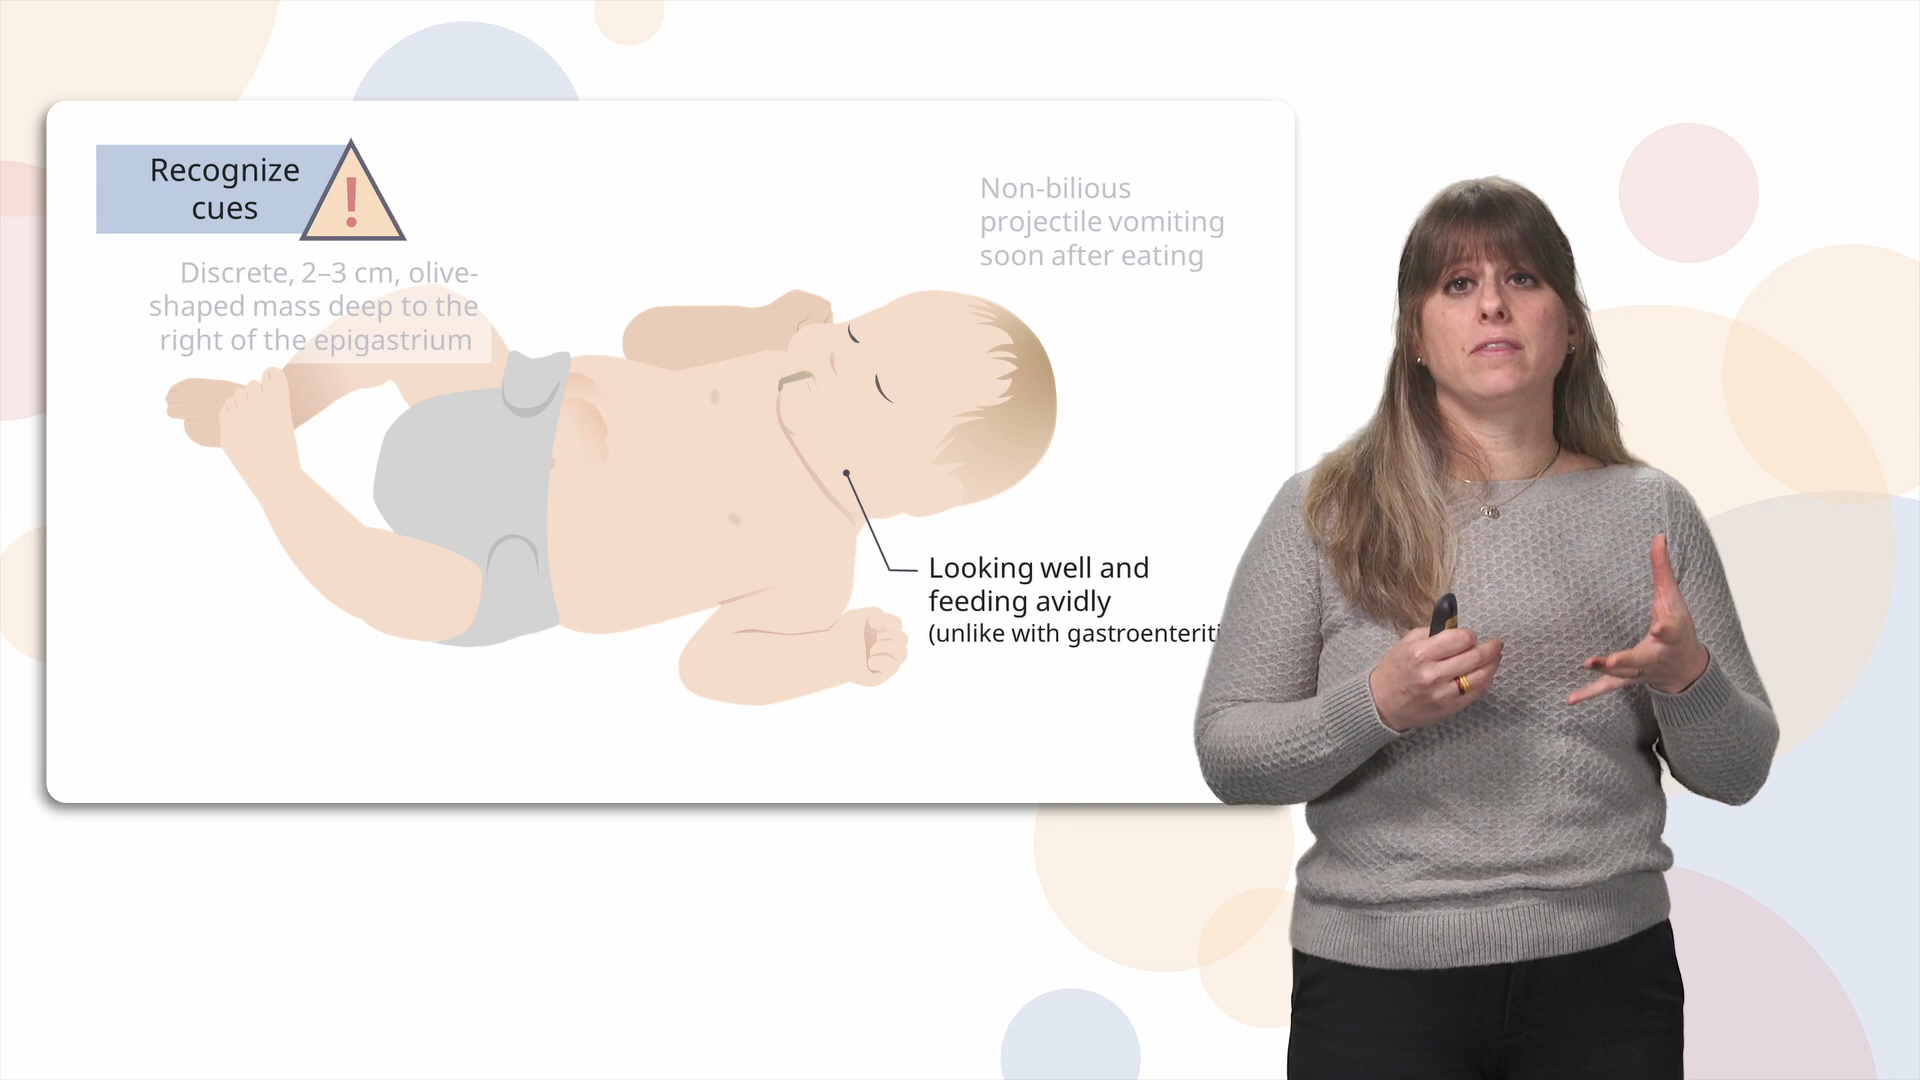 Recognize
cues
!
Discrete, 2–3 cm, olive-
shaped mass deep to the
right of the epigastrium
Non-bilious
projectile vomiting
soon after eating
Looking well and
feeding avidly
(unlike with gastroenteriti